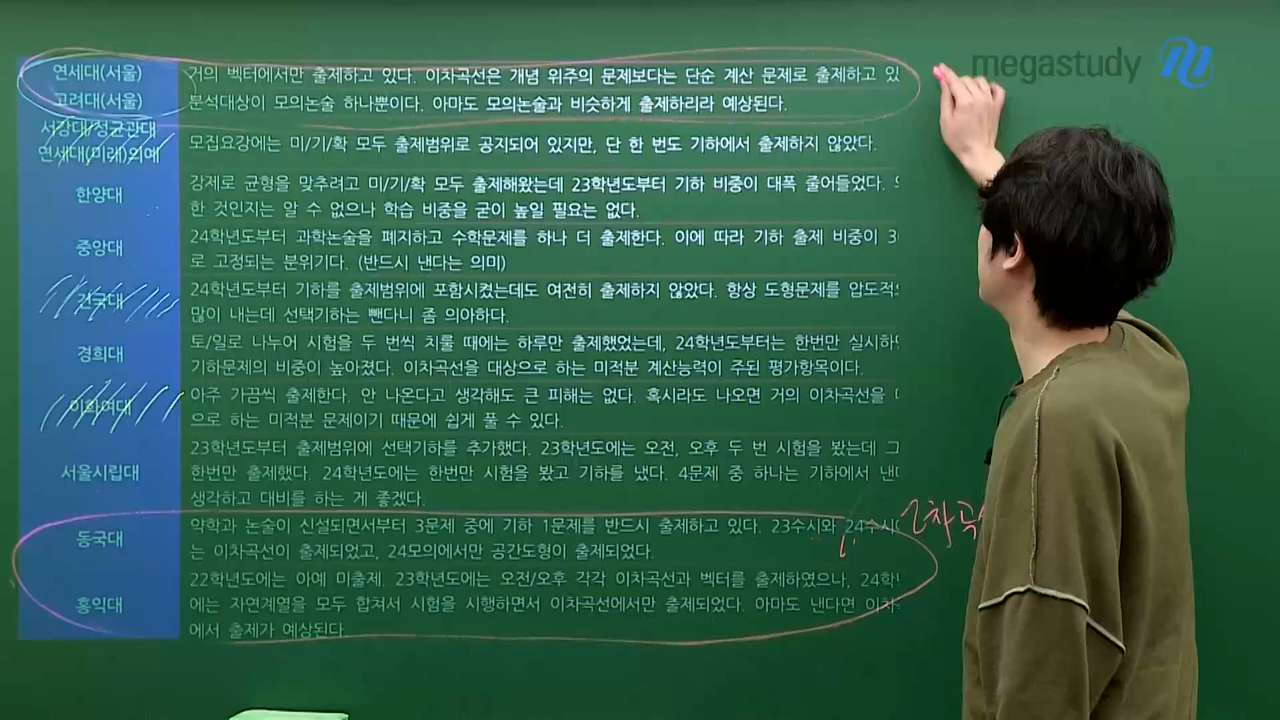 megastudy
연세대(서울) 거의 벡터에서만 출제하고 있다. 이차곡선은 개념 위주의 문제보다는 단순 계산 문제로 출제하고 있
고려대(서울) 분석대상이 모의논술 하나뿐이다. 아마도 모의논술과 비슷하게 출제하리라 예상된다.
서강대/성균관대
연세대(미래)의예
모집요강에는 미/기/확 모두 출제범위로 공지되어 있지만, 단 한 번도 기하에서 출제하지 않았다.
한양대
강제로 균형을 맞추려고 미/기/확 모두 출제해왔는데 23학년도부터 기하 비중이 대폭 줄어들었다.
한 것인지는 알 수 없으나 학습 비중을 굳이 높일 필요는 없다.
중앙대
24학년도부터 과학논술을 폐지하고 수학문제를 하나 더 출제한다. 이에 따라 기하 출제 비중이
로 고정되는 분위기다. (반드시 낸다는 의미)
건국대
24학년도부터 기하를 출제범위에 포함시켰는데도 여전히 출제하지 않았다. 항상 도형문제를
많이 내는데 선택기하는 뺀다니 좀 의아하다.
경희대
토/일로 나누어 시험을 두 번씩 치룰 때에는 하루만 출제했었는데, 24학년도부터는 한번만
기하문제의 비중이 높아졌다. 이차곡선을 대상으로 하는 미적분 계산능력이 주된 평가항목이다.
이화여대
아주 가끔씩 출제한다. 안 나온다고 생각해도 큰 피해는 없다. 혹시라도 나오면 거의 이차곡선을
으로 하는 미적분 문제이기 때문에 쉽게 풀 수 있다.
서울시립대
23학년도부터 출제범위에 선택기하를 추가했다. 23학년도에는 오전, 오후 두 번 시험을 봤는데 그
한번만 출제했다. 24학년도에는 한번만 시험을 봤고 기하를 냈다. 4문제 중 하나는 기하에서
생각하고 대비를 하는 게 좋겠다.
동국대
약학과 논술이 신설되면서부터 3문제 중에 기하 1문제를 반드시 출제하고 있다. 23수시와 24수시
는 이차곡선이 출제되었고, 24모의에서만 공간도형이 출제되었다.
2차곡
홍익대
22학년도에는 아예 미출제. 23학년도에는 오전/오후 각각 이차곡선과 벡터를 출제하였으나,
에는 자연계열을 모두 합쳐서 시험을 시행하면서 이차곡선에서만 출제되었다. 아마도 낸다면
에서 출제가 예상된다.